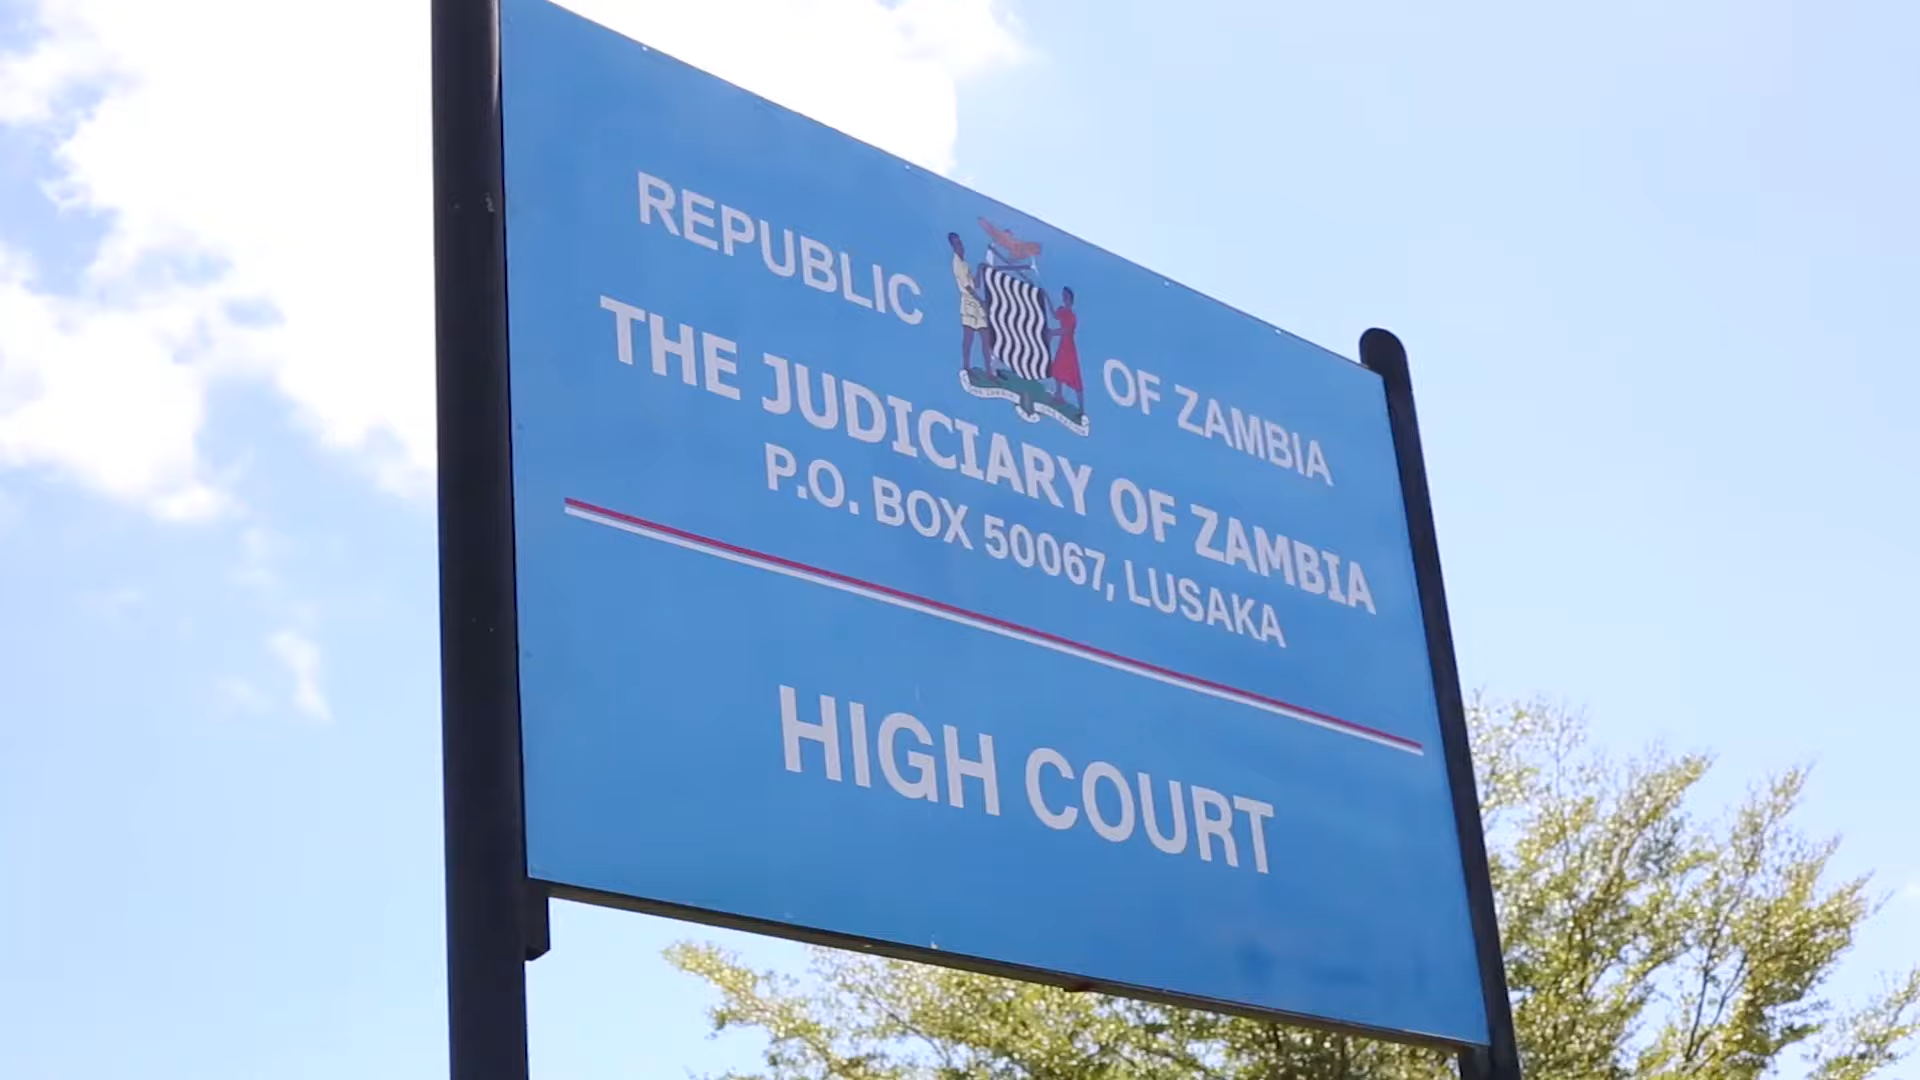 REPUBLIC OF ZAMBIA
THE JUDICIARY OF ZAMBIA
P.O. BOX 50067, LUSAKA
HIGH COURT